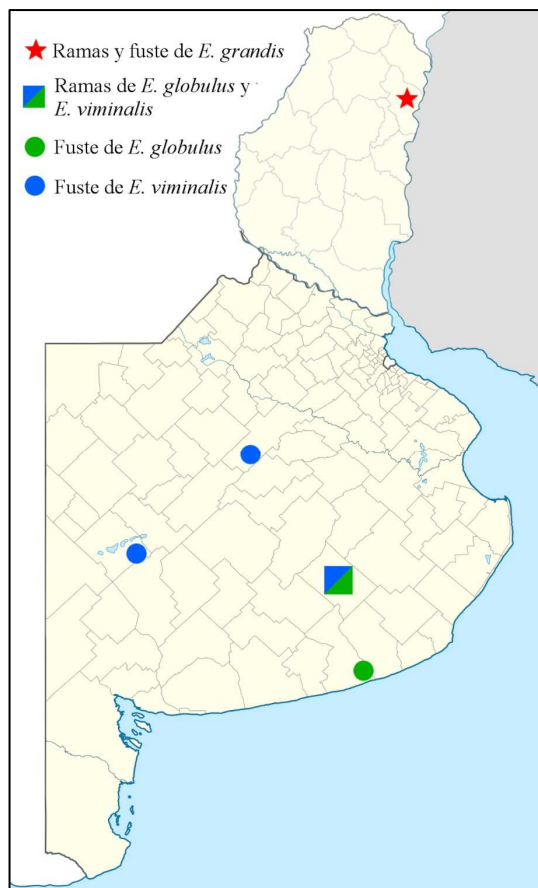 Ramas y fuste de E. grandis
Ramas de E. globulus y
E. viminalis
Fuste de E. globulus
Fuste de E. viminalis